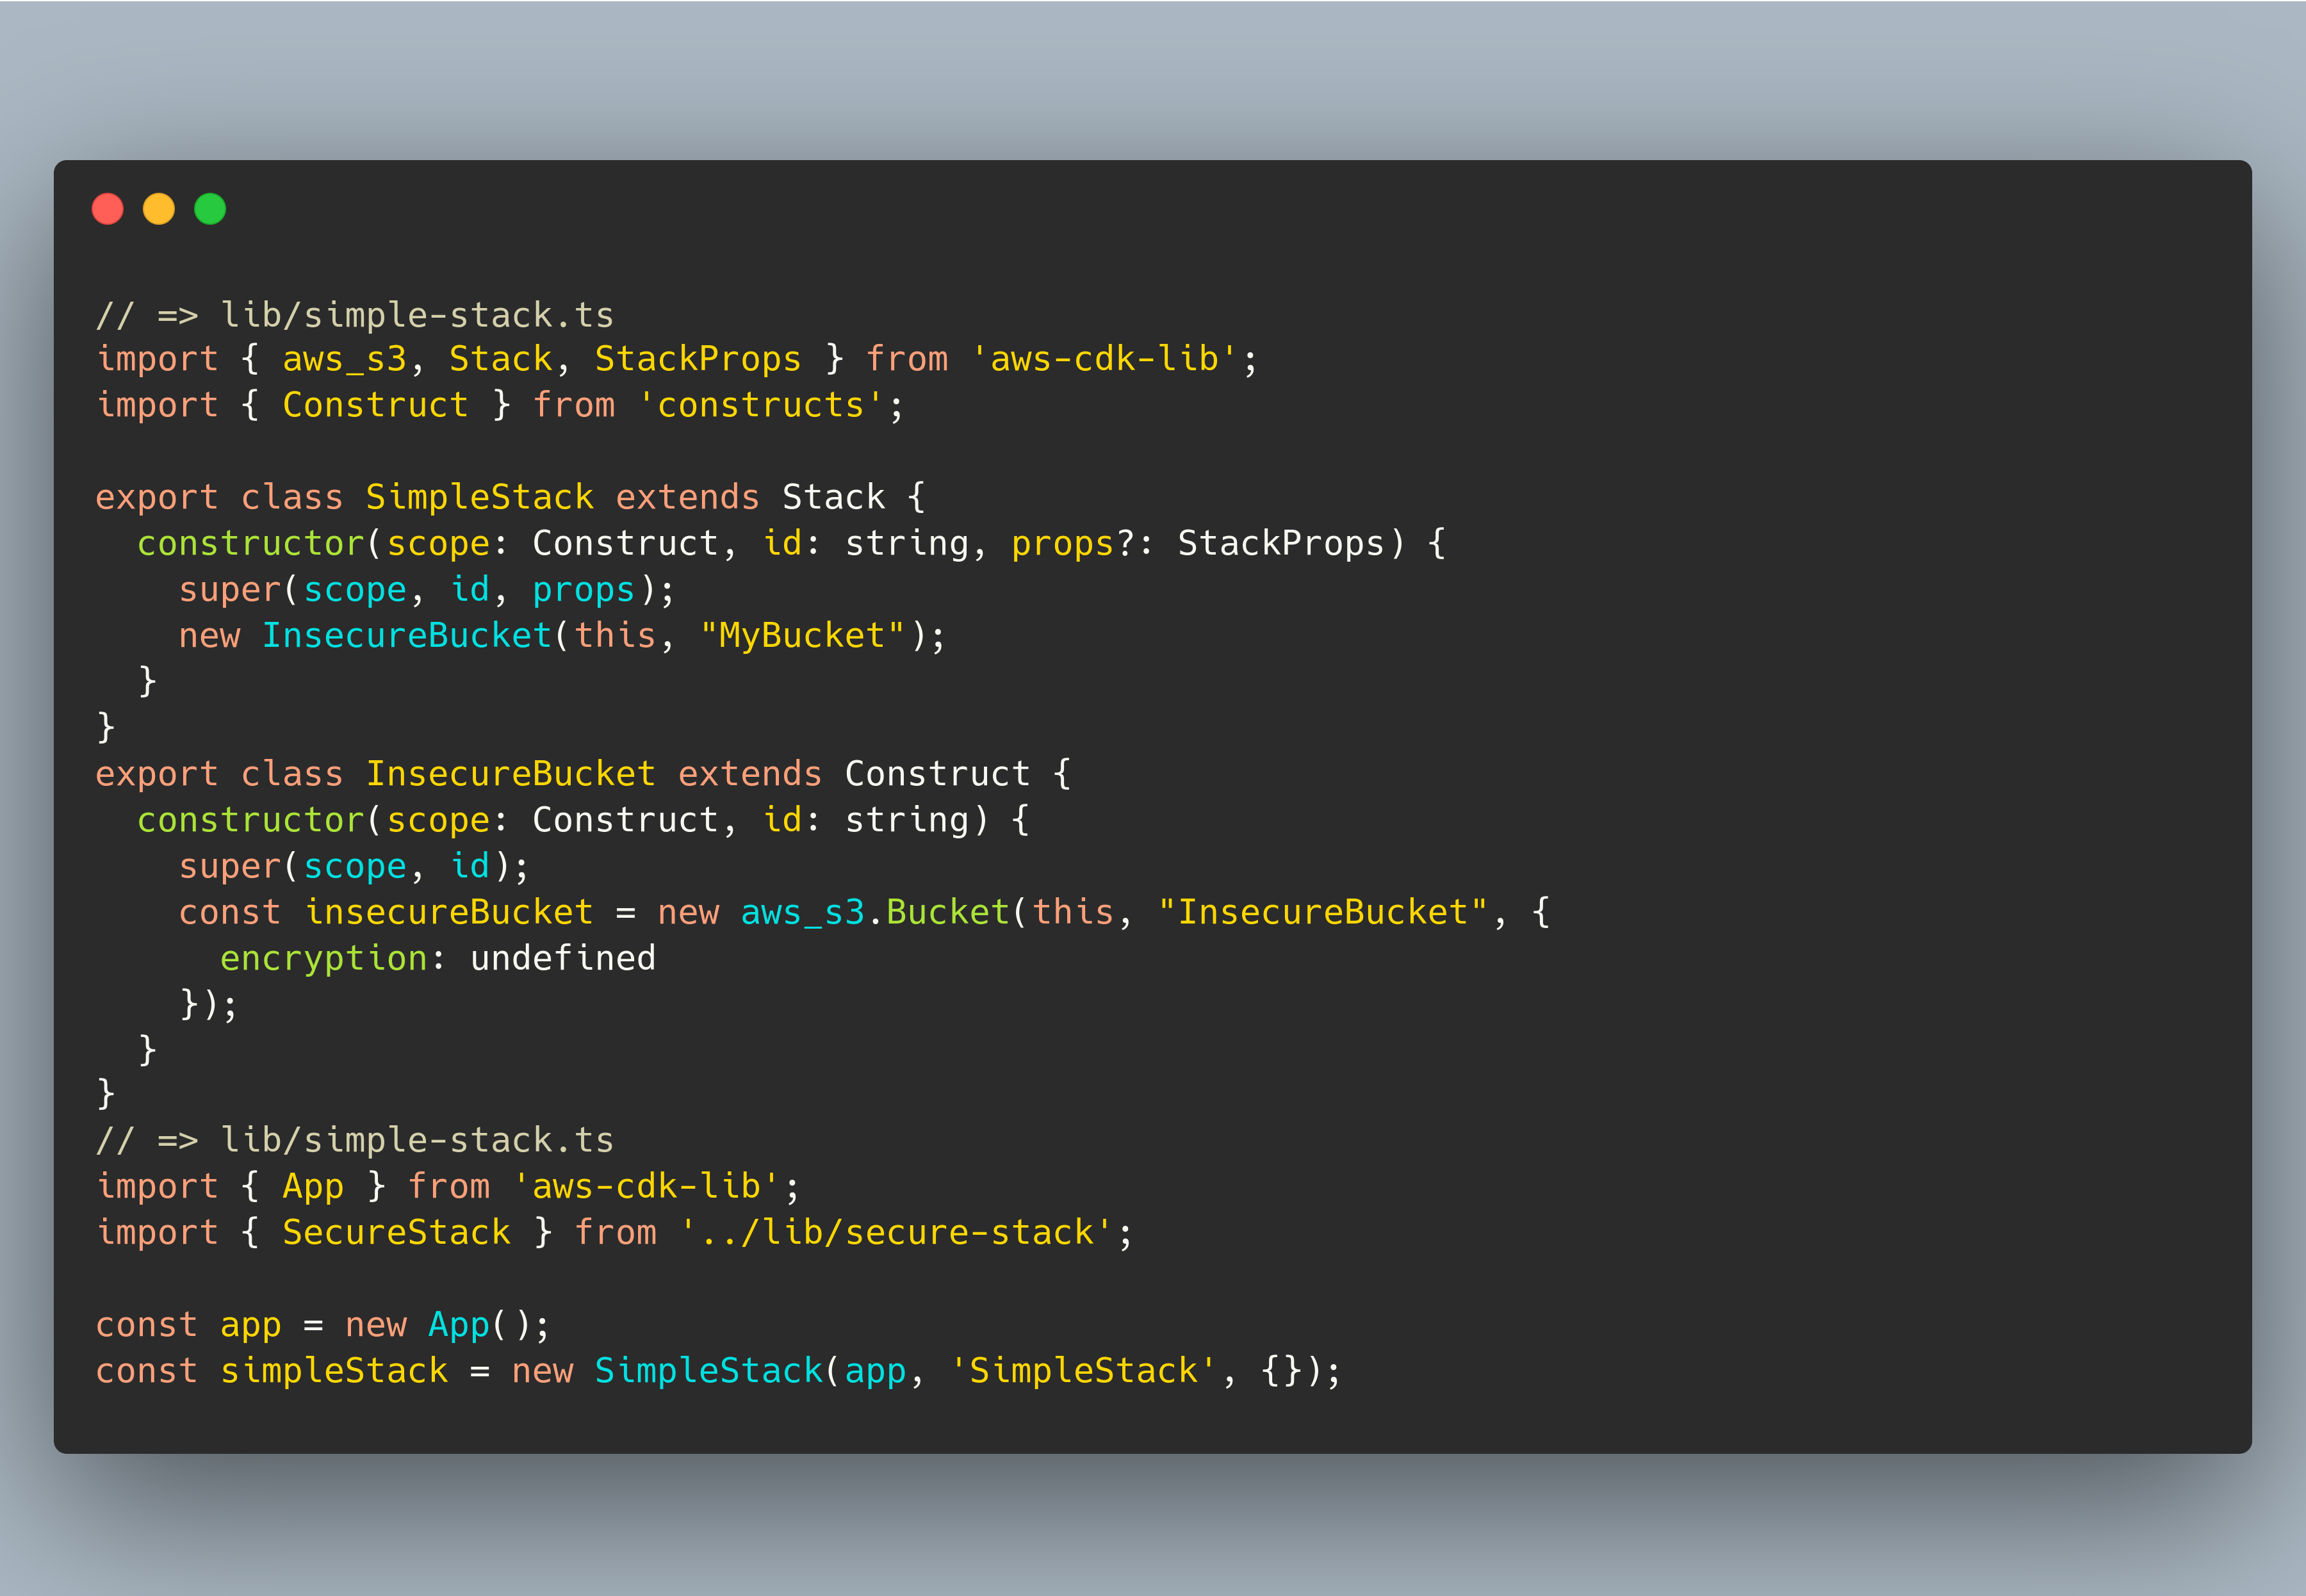 // => lib/simple-stack.ts
import { aws_s3, Stack, StackProps } from 'aws-cdk-lib';
import { Construct } from 'constructs';

export class SimpleStack extends Stack {
  constructor(scope: Construct, id: string, props?: StackProps) {
    super(scope, id, props);
    new InsecureBucket(this, "MyBucket");
  }
}
export class InsecureBucket extends Construct {
  constructor(scope: Construct, id: string) {
    super(scope, id);
    const insecureBucket = new aws_s3.Bucket(this, "InsecureBucket", {
      encryption: undefined
    });
  }
}
// => lib/simple-stack.ts
import { App } from 'aws-cdk-lib';
import { SecureStack } from '../lib/secure-stack';

const app = new App();
const simpleStack = new SimpleStack(app, 'SimpleStack', {});